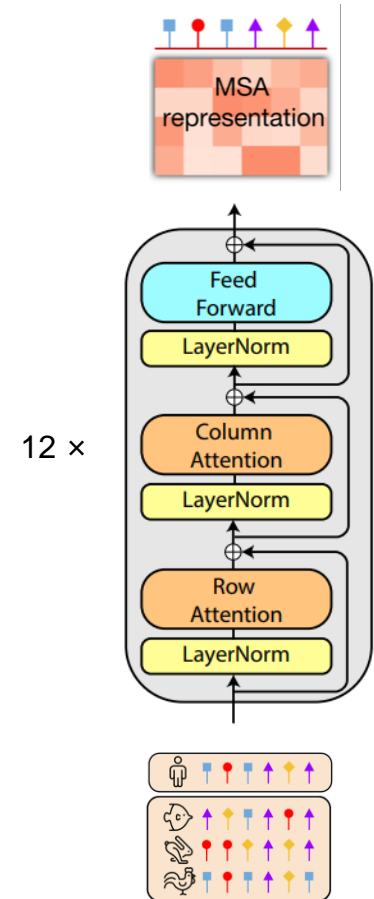 MSA
representation
Feed
Forward
LayerNorm
12 ×
Column
Attention
LayerNorm
Row
Attention
LayerNorm